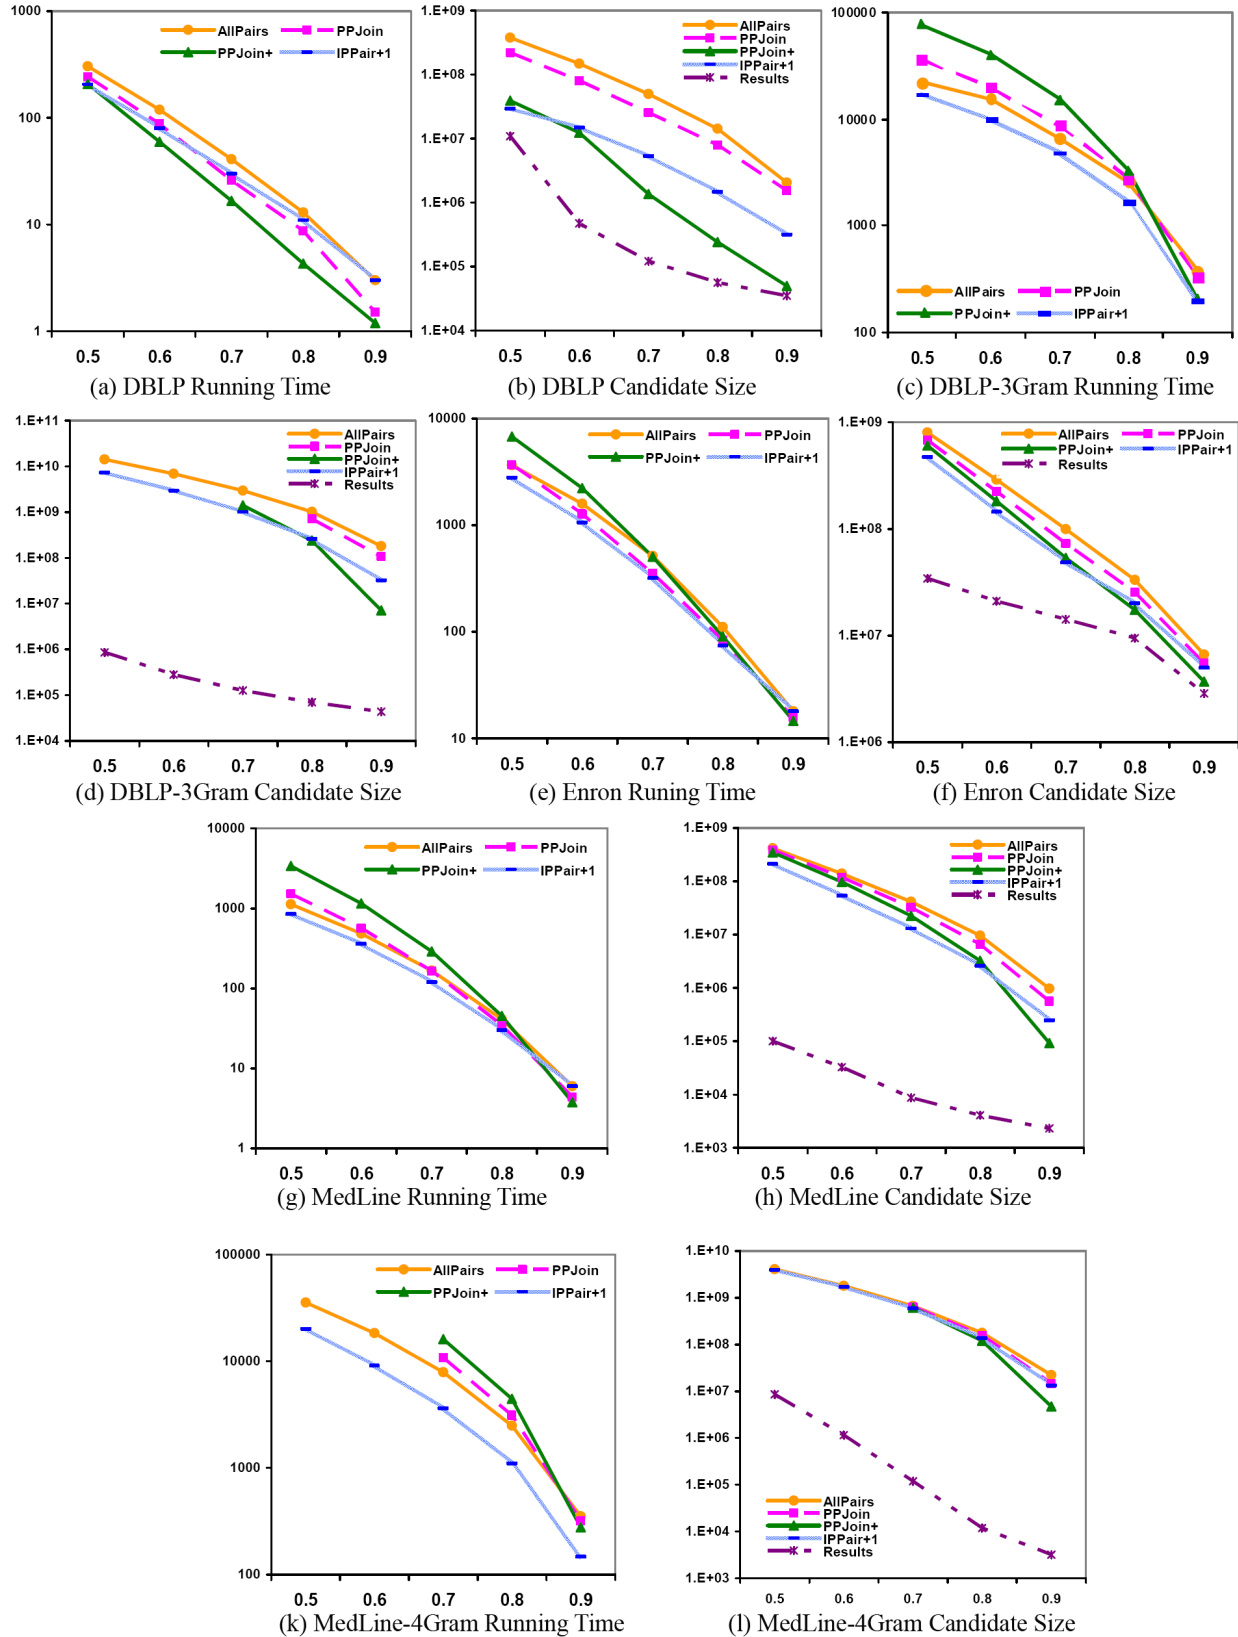 1000
100
10
1
AllPairs
PPJoin
PPJoin+
IPPair+1
0.5 0.6 0.7 0.8 0.9
(a) DBLP Running Time
1.E+09
1.E+08
1.E+07
1.E+06
1.E+05
1.E+04
AllPairs
PPJoin
PPJoin+
IPPair+1
Results
0.5 0.6 0.7 0.8 0.9
(b) DBLP Candidate Size
100000
10000
1000
100
AllPairs
PPJoin
PPJoin+
IPPair+1
0.5 0.6 0.7 0.8 0.9
(c) DBLP-3Gram Running Time
1.E+11
1.E+10
1.E+09
1.E+08
1.E+07
1.E+06
1.E+05
1.E+04
AllPairs
PPJoin
PPJoin+
IPPair+1
Results
0.5 0.6 0.7 0.8 0.9
(d) DBLP-3Gram Candidate Size
10000
1000
100
10
AllPairs
PPJoin
PPJoin+
IPPair+1
0.5 0.6 0.7 0.8 0.9
(e) Enron Runing Time
1.E+09
1.E+08
1.E+07
1.E+06
AllPairs
PPJoin
PPJoin+
IPPair+1
Results
0.5 0.6 0.7 0.8 0.9
(f) Enron Candidate Size
10000
1000
100
10
1
AllPairs
PPJoin
PPJoin+
IPPair+1
0.5 0.6 0.7 0.8 0.9
(g) MedLine Running Time
1.E+09
1.E+08
1.E+07
1.E+06
1.E+05
1.E+04
1.E+03
AllPairs
PPJoin
PPJoin+
IPPair+1
Results
0.5 0.6 0.7 0.8 0.9
(h) MedLine Candidate Size
100000
10000
1000
100
AllPairs
PPJoin
PPJoin+
IPPair+1
0.5 0.6 0.7 0.8 0.9
(k) MedLine-4Gram Running Time
1.E+10
1.E+09
1.E+08
1.E+07
1.E+06
1.E+05
1.E+04
1.E+03
AllPairs
PPJoin
PPJoin+
IPPair+1
Results
0.5 0.6 0.7 0.8 0.9
(l) MedLine-4Gram Candidate Size